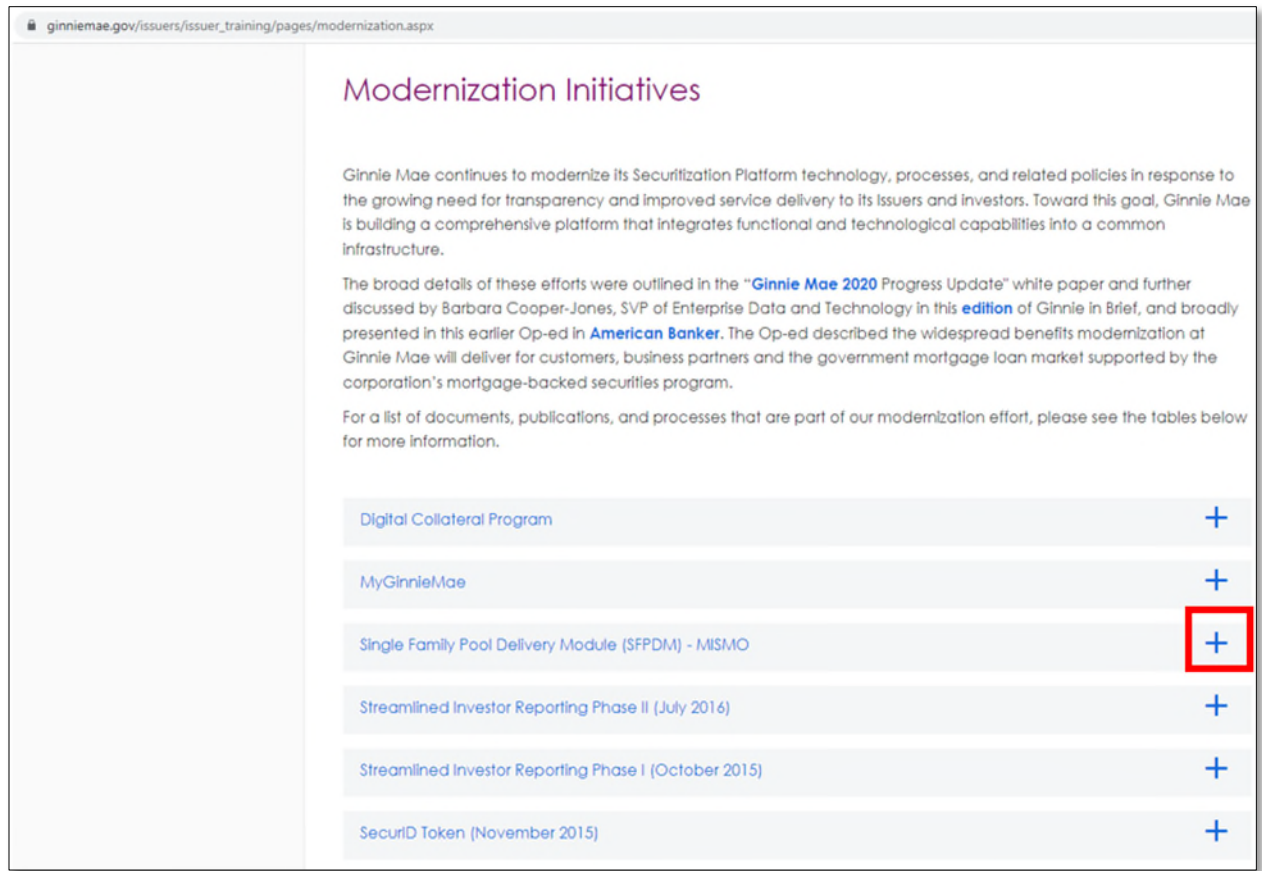 ginniemae.gov/issuers/issuer_training/pages/modernization.aspx
Modernization Initiatives
Ginnie Mae continues to modernize its Securitization Platform technology, processes, and related policies in response to
the growing need for transparency and improved service delivery to its Issuers and investors. Toward this goal, Ginnie Mae
is building a comprehensive platform that integrates functional and technological capabilities into a common
infrastructure.
The broad details of these efforts were outlined in the “Ginnie Mae 2020 Progress Update" white paper and further
discussed by Barbara Cooper-Jones, SVP of Enterprise Data and Technology in this edition of Ginnie in Brief, and broadly
presented in this earlier Op-ed in American Banker. The Op-ed described the widespread benefits modernization at
Ginnie Mae will deliver for customers, business partners and the government mortgage loan market supported by the
corporation’s mortgage-backed securities program.
For a list of documents, publications, and processes that are part of our modernization effort, please see the tables below
for more information.
Digital Collateral Program
MyGinnieMae
Single Family Pool Delivery Module (SFPDM) - MISMO
Streamlined Investor Reporting Phase II (July 2016)
Streamlined Investor Reporting Phase I (October 2015)
SecurID Token (November 2015)